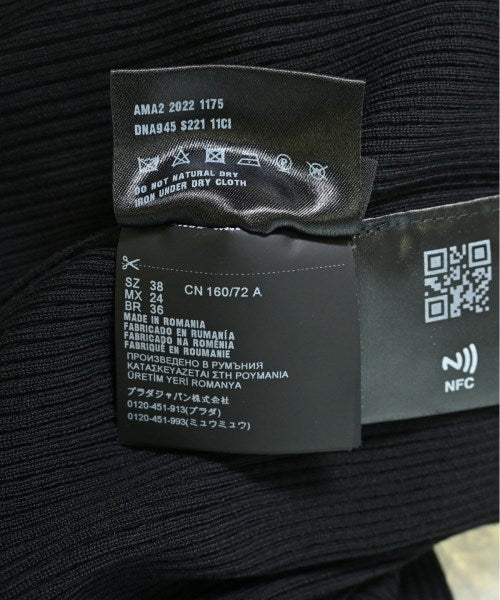 AMA2 2022 1175
DNA945 S221 11CI
DO NOT NATURAL DRY
IRON UNDER DRY CLOTH
SZ 38 CN 160/72 A
MX 24
BR 36
MADE IN ROMANIA
FABRICADO EN RUMANÍA
FABRICADO NA ROMÊNIA
FABRIQUÉ EN ROUMANIE
ПРОИЗВЕДЕНО В РУМЪНИЯ
ΚΑΤΑΣΚΕΥΑΖΕΤΑΙ ΣΤΗ ΡΟΥΜΑΝΙΑ
ÜRETİM YERİ ROMANYA
プラダジャパン株式会社
0120-451-913(プラダ)
0120-451-993(ミュウミュウ)
NFC